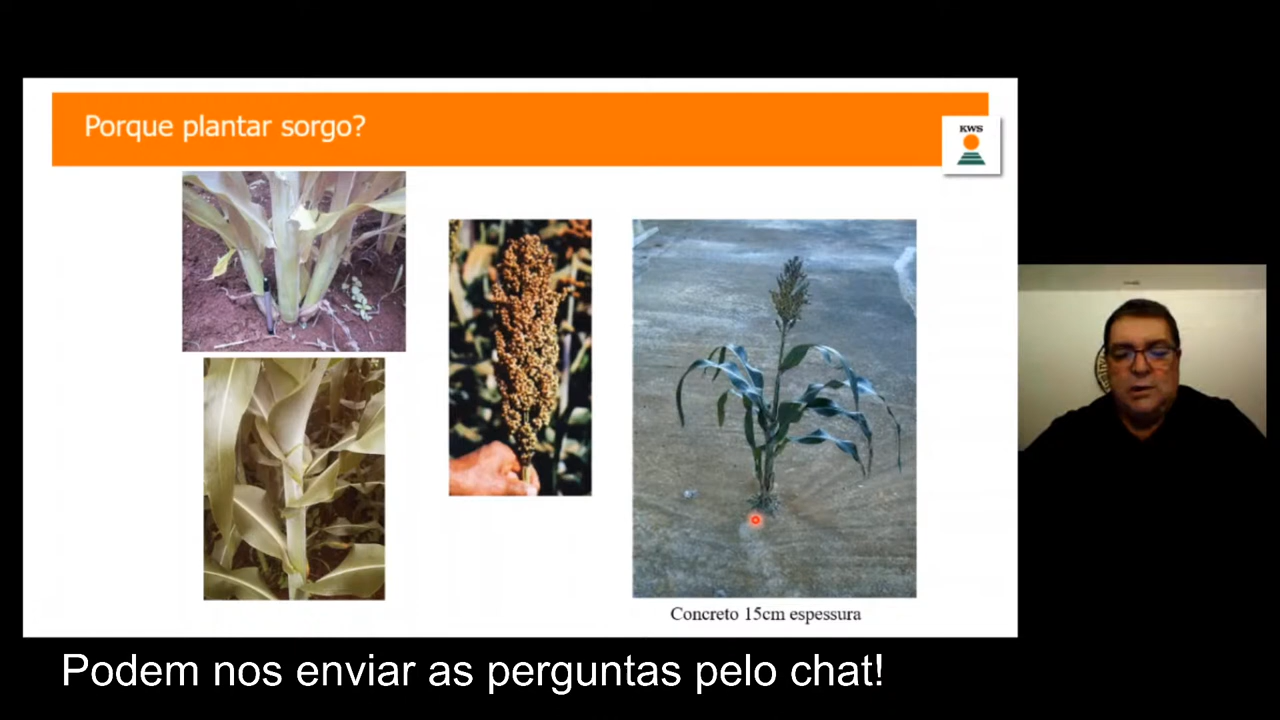 Porque plantar sorgo?
KWS
Concreto 15cm espessura
Podem nos enviar as perguntas pelo chat!